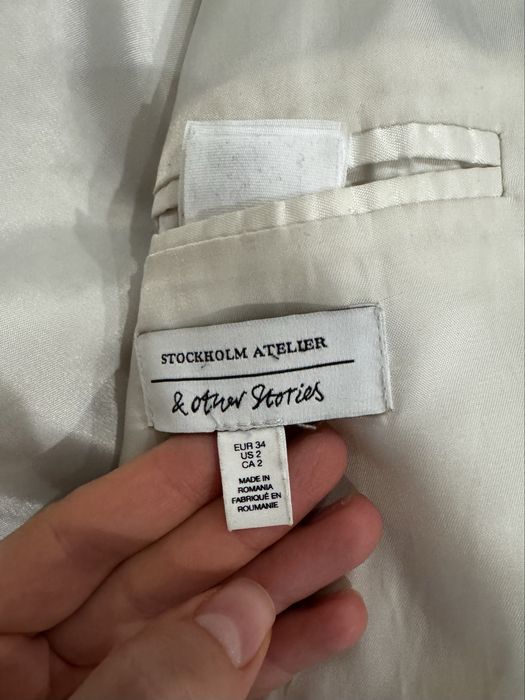 STOCKHOLM ATELIER
& other Stories
EUR 34
US 2
CA 2
MADE IN
ROMANIA
FABRIQUÉ EN
ROUMANIE